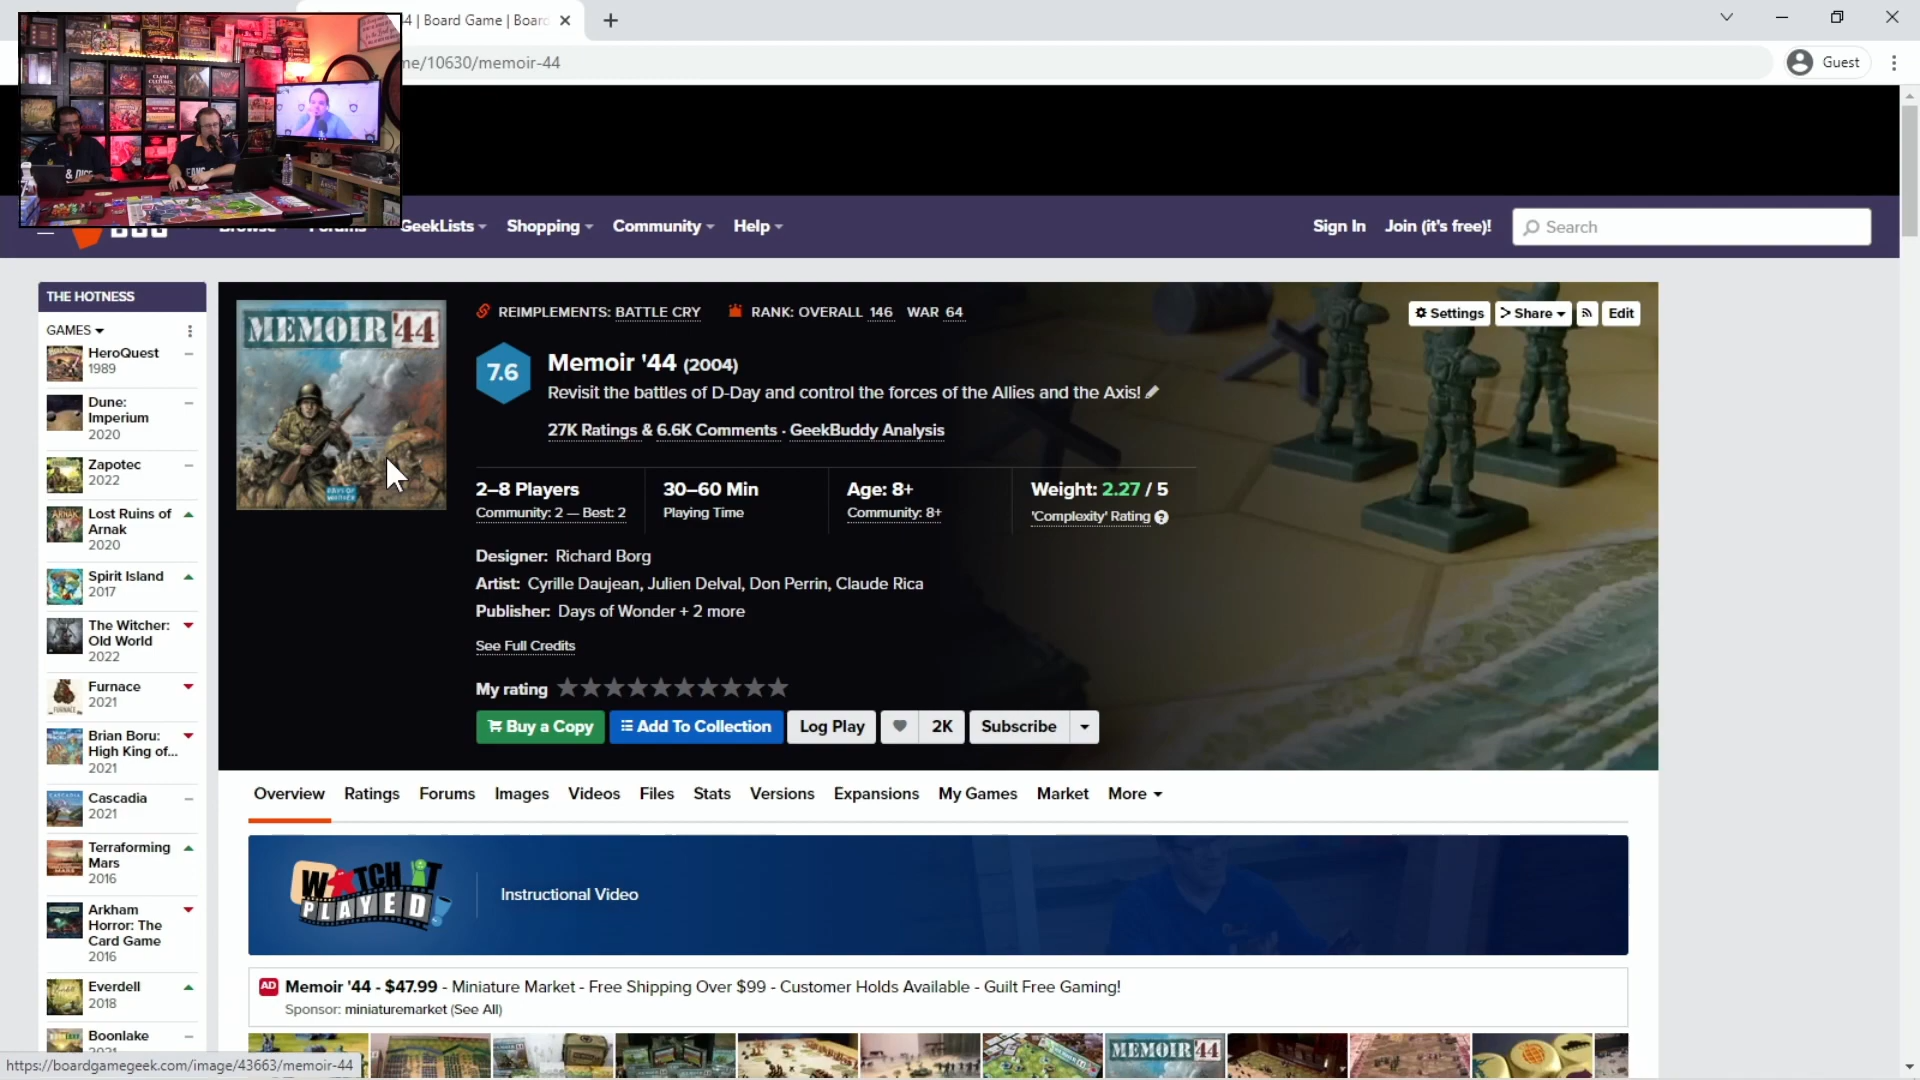 4 | Board Game | Board
me/10630/memoir-44
Guest
GeekLists
Shopping
Community
Help
Sign In
Join (it's free)!
Search
THE HOTNESS
GAMES
HeroQuest
1989
Dune:
Imperium
2020
Zapotec
2022
Lost Ruins of
Arnak
2020
Spirit Island
2017
The Witcher:
Old World
2022
Furnace
2021
Brian Boru:
High King of...
2021
Cascadia
2021
Terraforming
Mars
2016
Arkham
Horror: The
Card Game
2016
Everdell
2018
Boonlake
MEMOIR '44
DAYS OF WONDER
REIMPLEMENTS: BATTLE CRY RANK: OVERALL 146 WAR 64
Settings
Share
Edit
7.6
Memoir '44 (2004)
Revisit the battles of D-Day and control the forces of the Allies and the Axis!
27K Ratings & 6.6K Comments · GeekBuddy Analysis
2–8 Players
Community: 2 — Best: 2
30–60 Min
Playing Time
Age: 8+
Community: 8+
Weight: 2.27 / 5
'Complexity' Rating ?
Designer: Richard Borg
Artist: Cyrille Daujean, Julien Delval, Don Perrin, Claude Rica
Publisher: Days of Wonder + 2 more
See Full Credits
My rating
Buy a Copy
Add To Collection
Log Play
2K
Subscribe
Overview Ratings Forums Images Videos Files Stats Versions Expansions My Games Market More
WATCH IT
PLAYED
Instructional Video
AD Memoir '44 - $47.99 - Miniature Market - Free Shipping Over $99 - Customer Holds Available - Guilt Free Gaming!
Sponsor: miniaturemarket (See All)
MEMOIR '44
https://boardgamegeek.com/image/43663/memoir-44